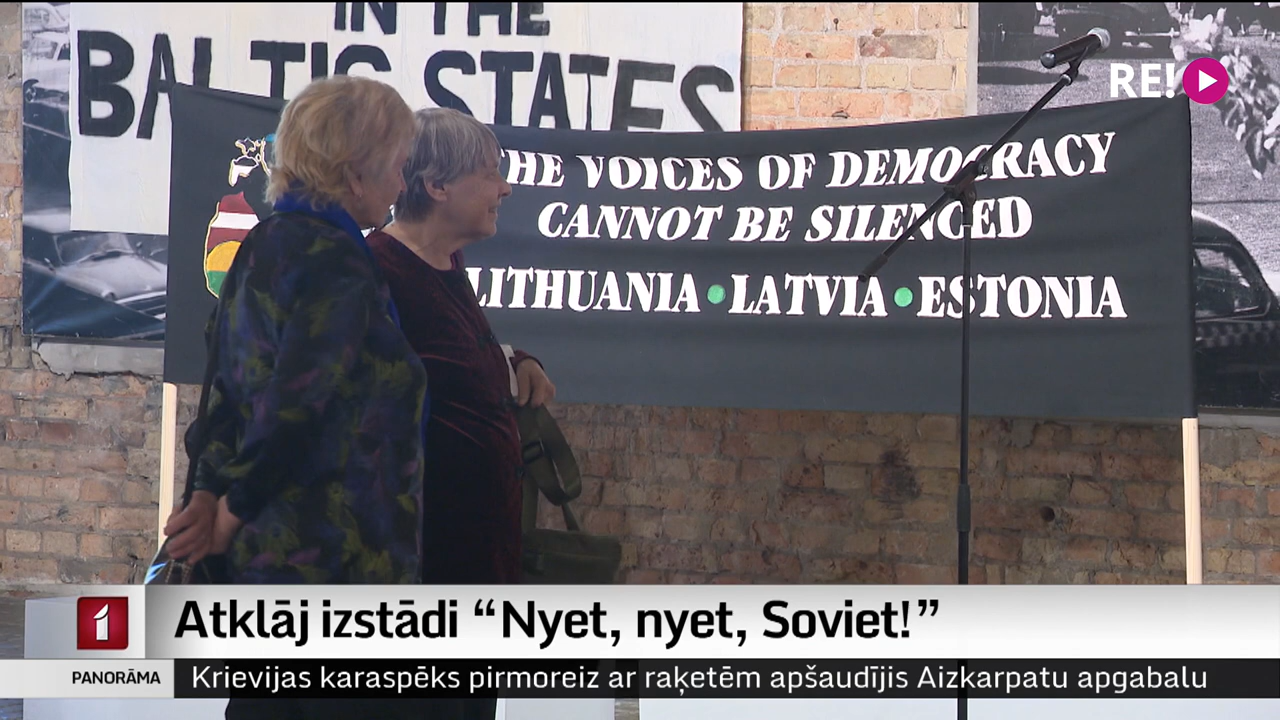 IN THE
BALTIC STATES
RE!
THE VOICES OF DEMOCRACY
CANNOT BE SILENCED
LITHUANIA • LATVIA • ESTONIA
1
Atklāj izstādi “Nyet, nyet, Soviet!”
PANORĀMA
Krievijas karaspēks pirmoreiz ar raķetēm apšaudījis Aizkarpatu apgabalu